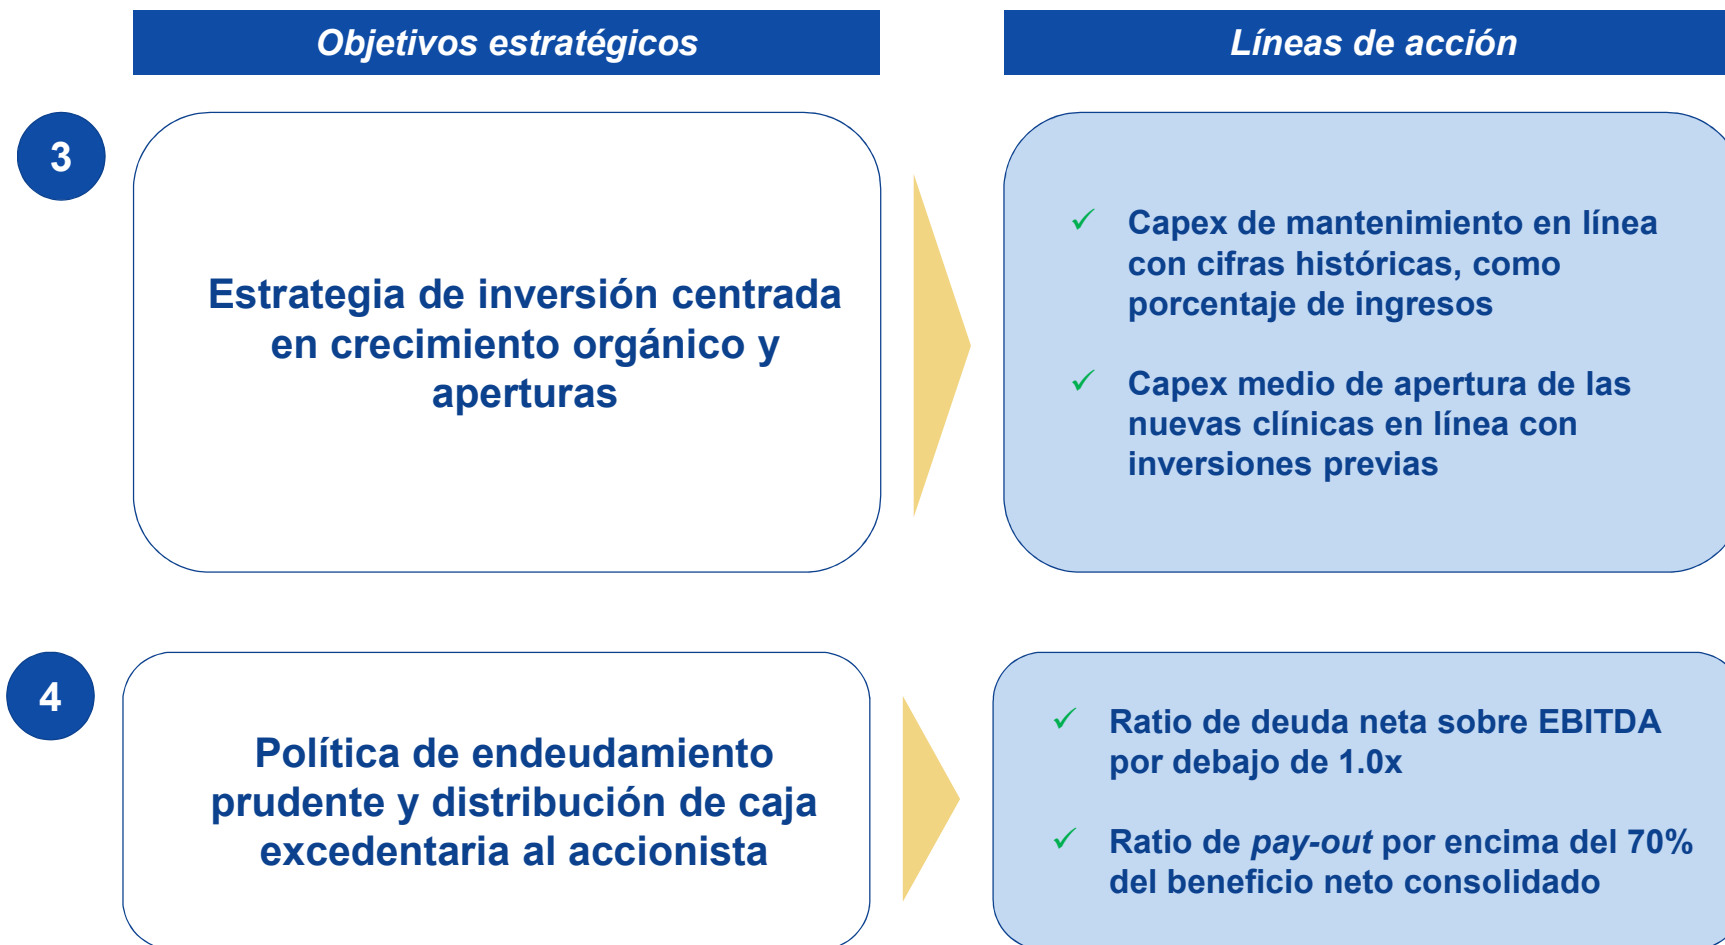 Objetivos estratégicos
Líneas de acción
3
Estrategia de inversión centrada
en crecimiento orgánico y
aperturas
✓ Capex de mantenimiento en línea
con cifras históricas, como
porcentaje de ingresos
✓ Capex medio de apertura de las
nuevas clínicas en línea con
inversiones previas
4
Política de endeudamiento
prudente y distribución de caja
excedentaria al accionista
✓ Ratio de deuda neta sobre EBITDA
por debajo de 1.0x
✓ Ratio de pay-out por encima del 70%
del beneficio neto consolidado